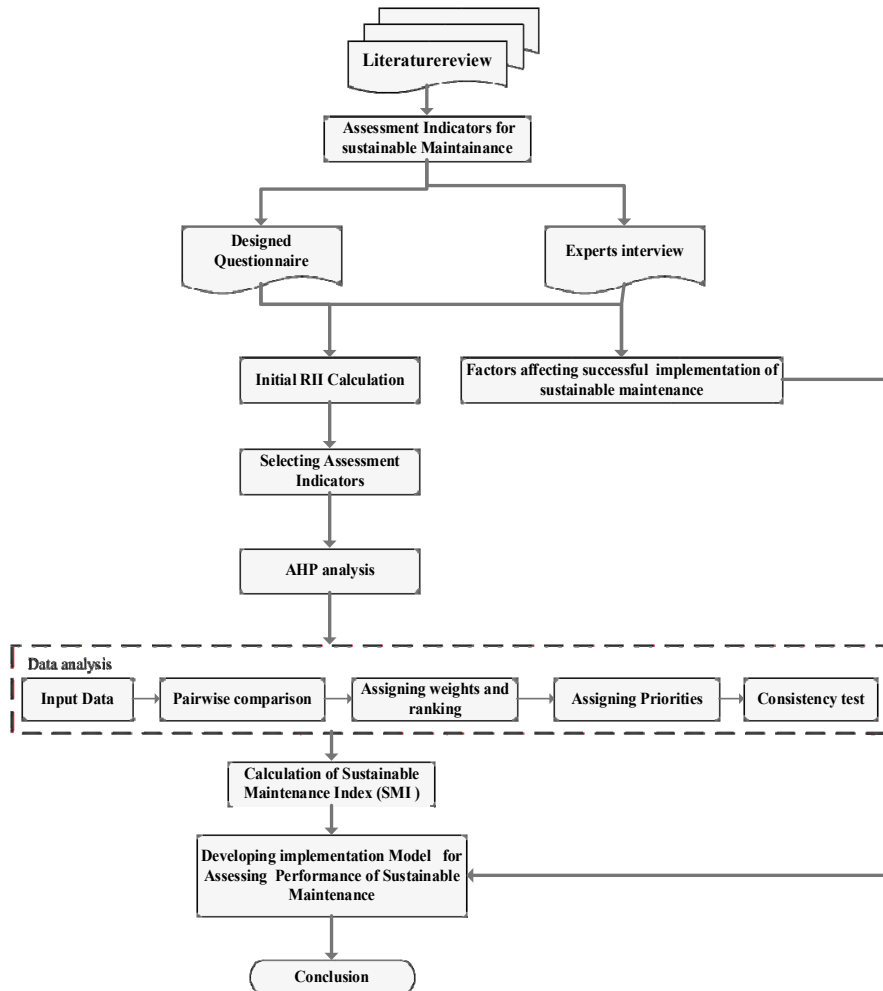 Literaturereview
Assessment Indicators for
sustainable Maintainance
Designed
Questionnaire
Experts interview
Initial RII Calculation
Factors affecting successful implementation of
sustainable maintenance
Selecting Assessment
Indicators
AHP analysis
Data analysis
Input Data
Pairwise comparison
Assigning weights and
ranking
Assigning Priorities
Consistency test
Calculation of Sustainable
Maintenance Index (SMI )
Developing implementation Model for
Assessing Performance of Sustainable
Maintenance
Conclusion